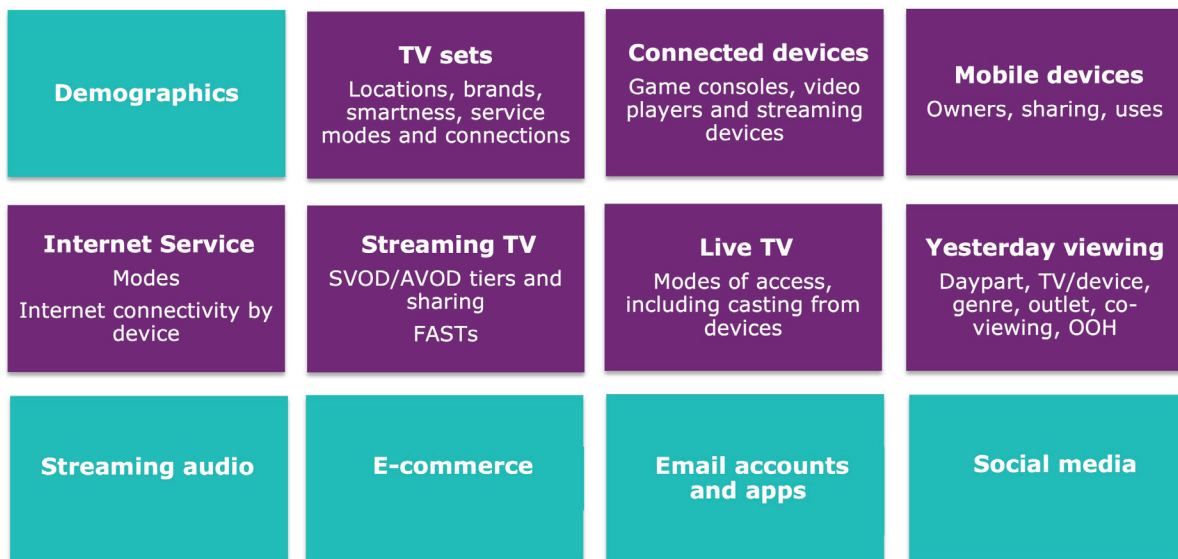 Demographics
TV sets
Locations, brands,
smartness, service
modes and connections
Connected devices
Game consoles, video
players and streaming
devices
Mobile devices
Owners, sharing, uses
Internet Service
Modes
Internet connectivity by
device
Streaming TV
SVOD/AVOD tiers and
sharing
FASTs
Live TV
Modes of access,
including casting from
devices
Yesterday viewing
Daypart, TV/device,
genre, outlet, co-
viewing, OOH
Streaming audio
E-commerce
Email accounts
and apps
Social media